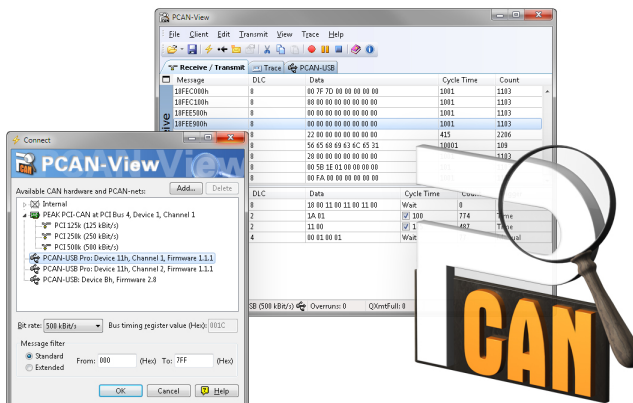 PCAN-View
File Client Edit Transmit View Trace Help
Receive / Transmit Trace PCAN-USB
Message DLC Data Cycle Time Count
18FEC000h 8 00 7F 7D 00 00 00 00 00 1001 1103
18FEC100h 8 00 00 00 00 00 00 00 00 1001 1103
18FEE500h 8 00 00 00 00 00 00 00 00 1001 1103
18FEE900h 8 00 00 00 00 00 00 00 00 1001 1103
8 22 00 00 00 00 00 00 00 415 2206
8 56 65 68 69 63 6C 65 31 10001 109
8 28 00 00 00 00 00 00 00 1103
8 00 5B 1E 01 00 00 00 00
8 00 FA 00 00 00 00 00 00
DLC Data Cycle Time
8 18 00 11 00 11 00 11 00 Wait 8
2 1A 01 100 774 Time
2 11 00 487
4 00 01 00 01 Wait
SB (500 kBit/s) Overruns: 0 QXmtFull: 0
Connect
PCAN-View
Available CAN hardware and PCAN-nets:
Add...
Delete
Internal
PEAK PCI-CAN at PCI Bus 4, Device 1, Channel 1
PCI 125k (125 kBit/s)
PCI 250k (250 kBit/s)
PCI 500k (500 kBit/s)
PCAN-USB Pro: Device 11h, Channel 1, Firmware 1.1.1
PCAN-USB Pro: Device 11h, Channel 2, Firmware 1.1.1
PCAN-USB: Device 8h, Firmware 2.8
Bit rate: 500 kBit/s Bus timing register value (Hex): 001C
Message filter
Standard
Extended
From: 000 (Hex) To: 7FF (Hex)
OK Cancel Help
CAN